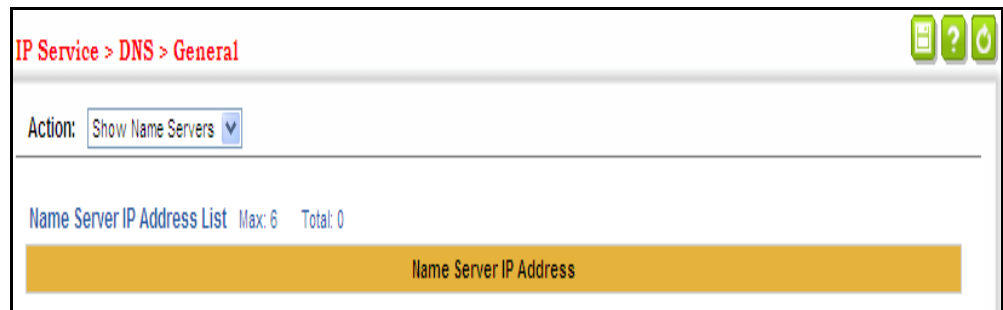 IP Service > DNS > General
?
Action: Show Name Servers
Name Server IP Address List Max: 6 Total: 0
Name Server IP Address